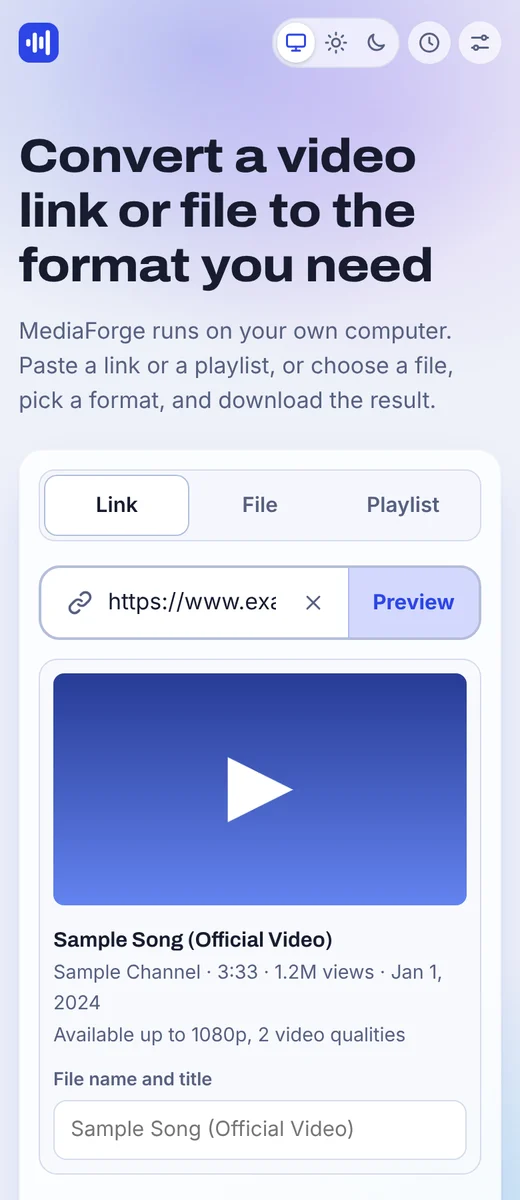 Convert a video
link or file to the
format you need
MediaForge runs on your own computer.
Paste a link or a playlist, or choose a file,
pick a format, and download the result.
Link File Playlist
https://www.exa Preview
Sample Song (Official Video)
Sample Channel · 3:33 · 1.2M views · Jan 1,
2024
Available up to 1080p, 2 video qualities
File name and title
Sample Song (Official Video)